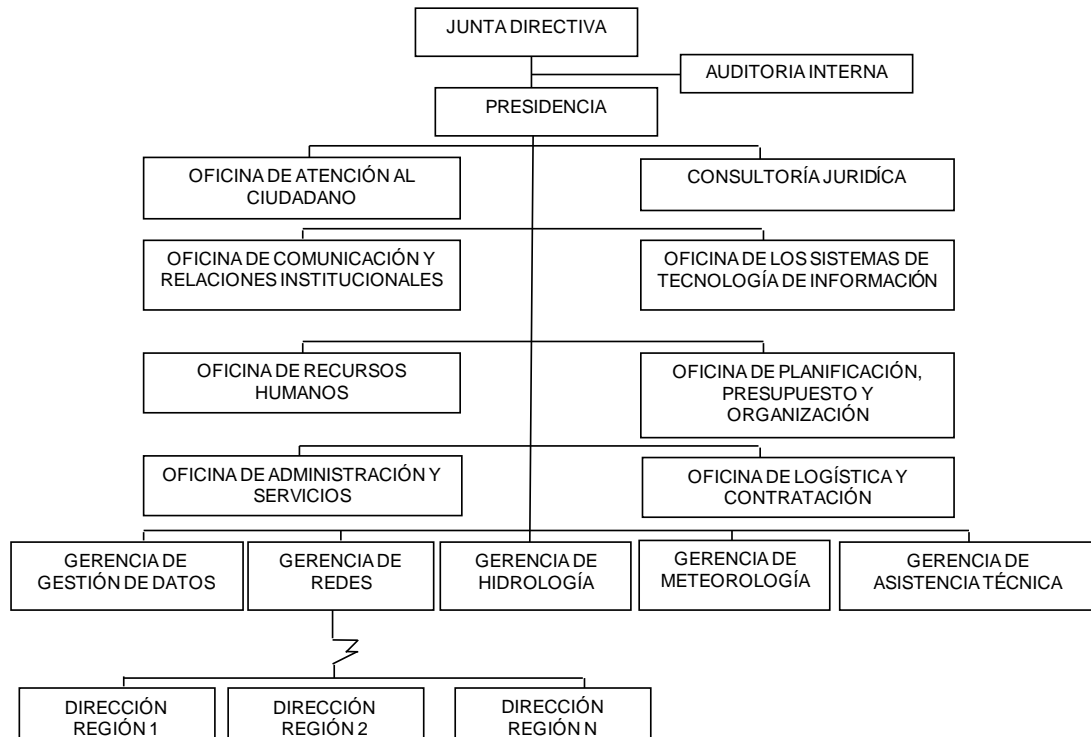 JUNTA DIRECTIVA
AUDITORIA INTERNA
PRESIDENCIA
OFICINA DE ATENCIÓN AL
CIUDADANO
CONSULTORÍA JURIDÍCA
OFICINA DE COMUNICACIÓN Y
RELACIONES INSTITUCIONALES
OFICINA DE LOS SISTEMAS DE
TECNOLOGÍA DE INFORMACIÓN
OFICINA DE RECURSOS
HUMANOS
OFICINA DE PLANIFICACIÓN,
PRESUPUESTO Y
ORGANIZACIÓN
OFICINA DE ADMINISTRACIÓN Y
SERVICIOS
OFICINA DE LOGÍSTICA Y
CONTRATACIÓN
GERENCIA DE
GESTIÓN DE DATOS
GERENCIA DE
REDES
GERENCIA DE
HIDROLOGÍA
GERENCIA DE
METEOROLOGÍA
GERENCIA DE
ASISTENCIA TÉCNICA
DIRECCIÓN
REGIÓN 1
DIRECCIÓN
REGIÓN 2
DIRECCIÓN
REGIÓN N